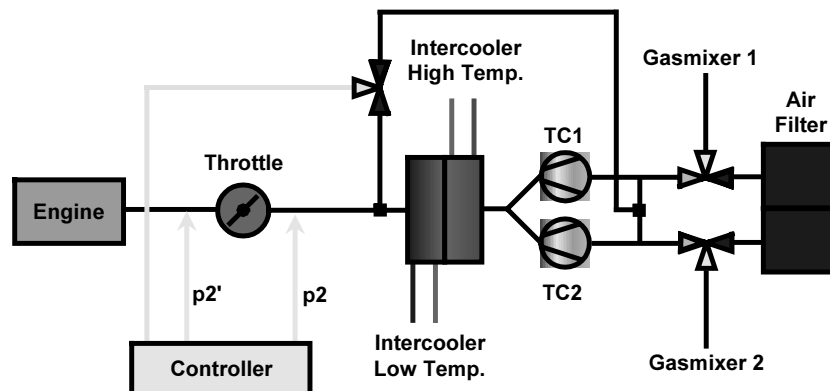 Intercooler
High Temp.
Gasmixer 1
Air
Filter
TC1
Throttle
Engine
TC2
p2'
p2
Intercooler
Low Temp.
Controller
Gasmixer 2